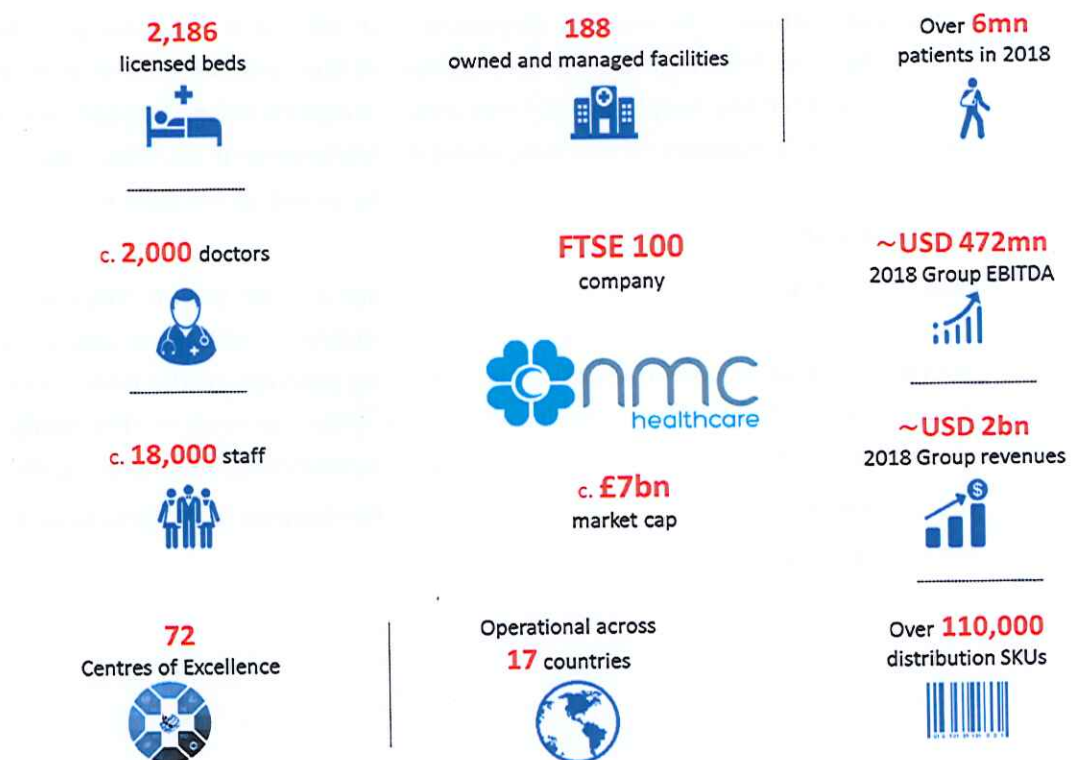 2,186
licensed beds
188
owned and managed facilities
Over 6mn
patients in 2018
c. 2,000 doctors
FTSE 100
company
~USD 472mn
2018 Group EBITDA
nmc
healthcare
c. 18,000 staff
c. £7bn
market cap
~USD 2bn
2018 Group revenues
$
72
Centres of Excellence
Operational across
17 countries
Over 110,000
distribution SKUs